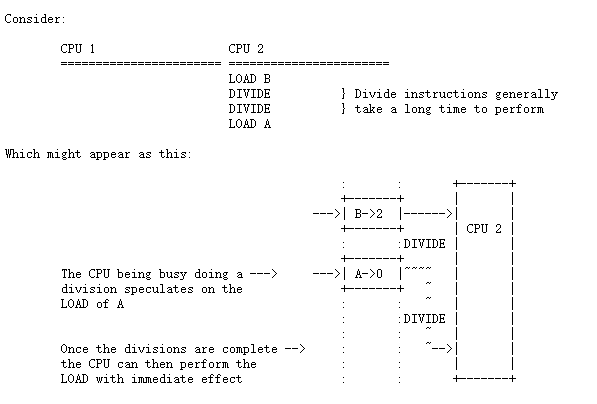 Consider:
CPU 1                   CPU 2
======================= =======================
                        LOAD B
                        DIVIDE          } Divide instructions generally
                        DIVIDE          } take a long time to perform
                        LOAD A
Which might appear as this:
                                        :       :       +-------+
                                        +-------+       |       |
                                    --->| B->2  |------>|       |
                                        +-------+       | CPU 2 |
                                        :       :DIVIDE |       |
                                        +-------+       |       |
The CPU being busy doing a --->     --->| A->0  |~~~~   |       |
division speculates on the              +-------+   ~   |       |
LOAD of A                               :       :   ~   |       |
                                        :       :DIVIDE |       |
                                        :       :   ~   |       |
Once the divisions are complete -->     :       :   ~-->|       |
the CPU can then perform the            :       :       |       |
LOAD with immediate effect              :       :       +-------+